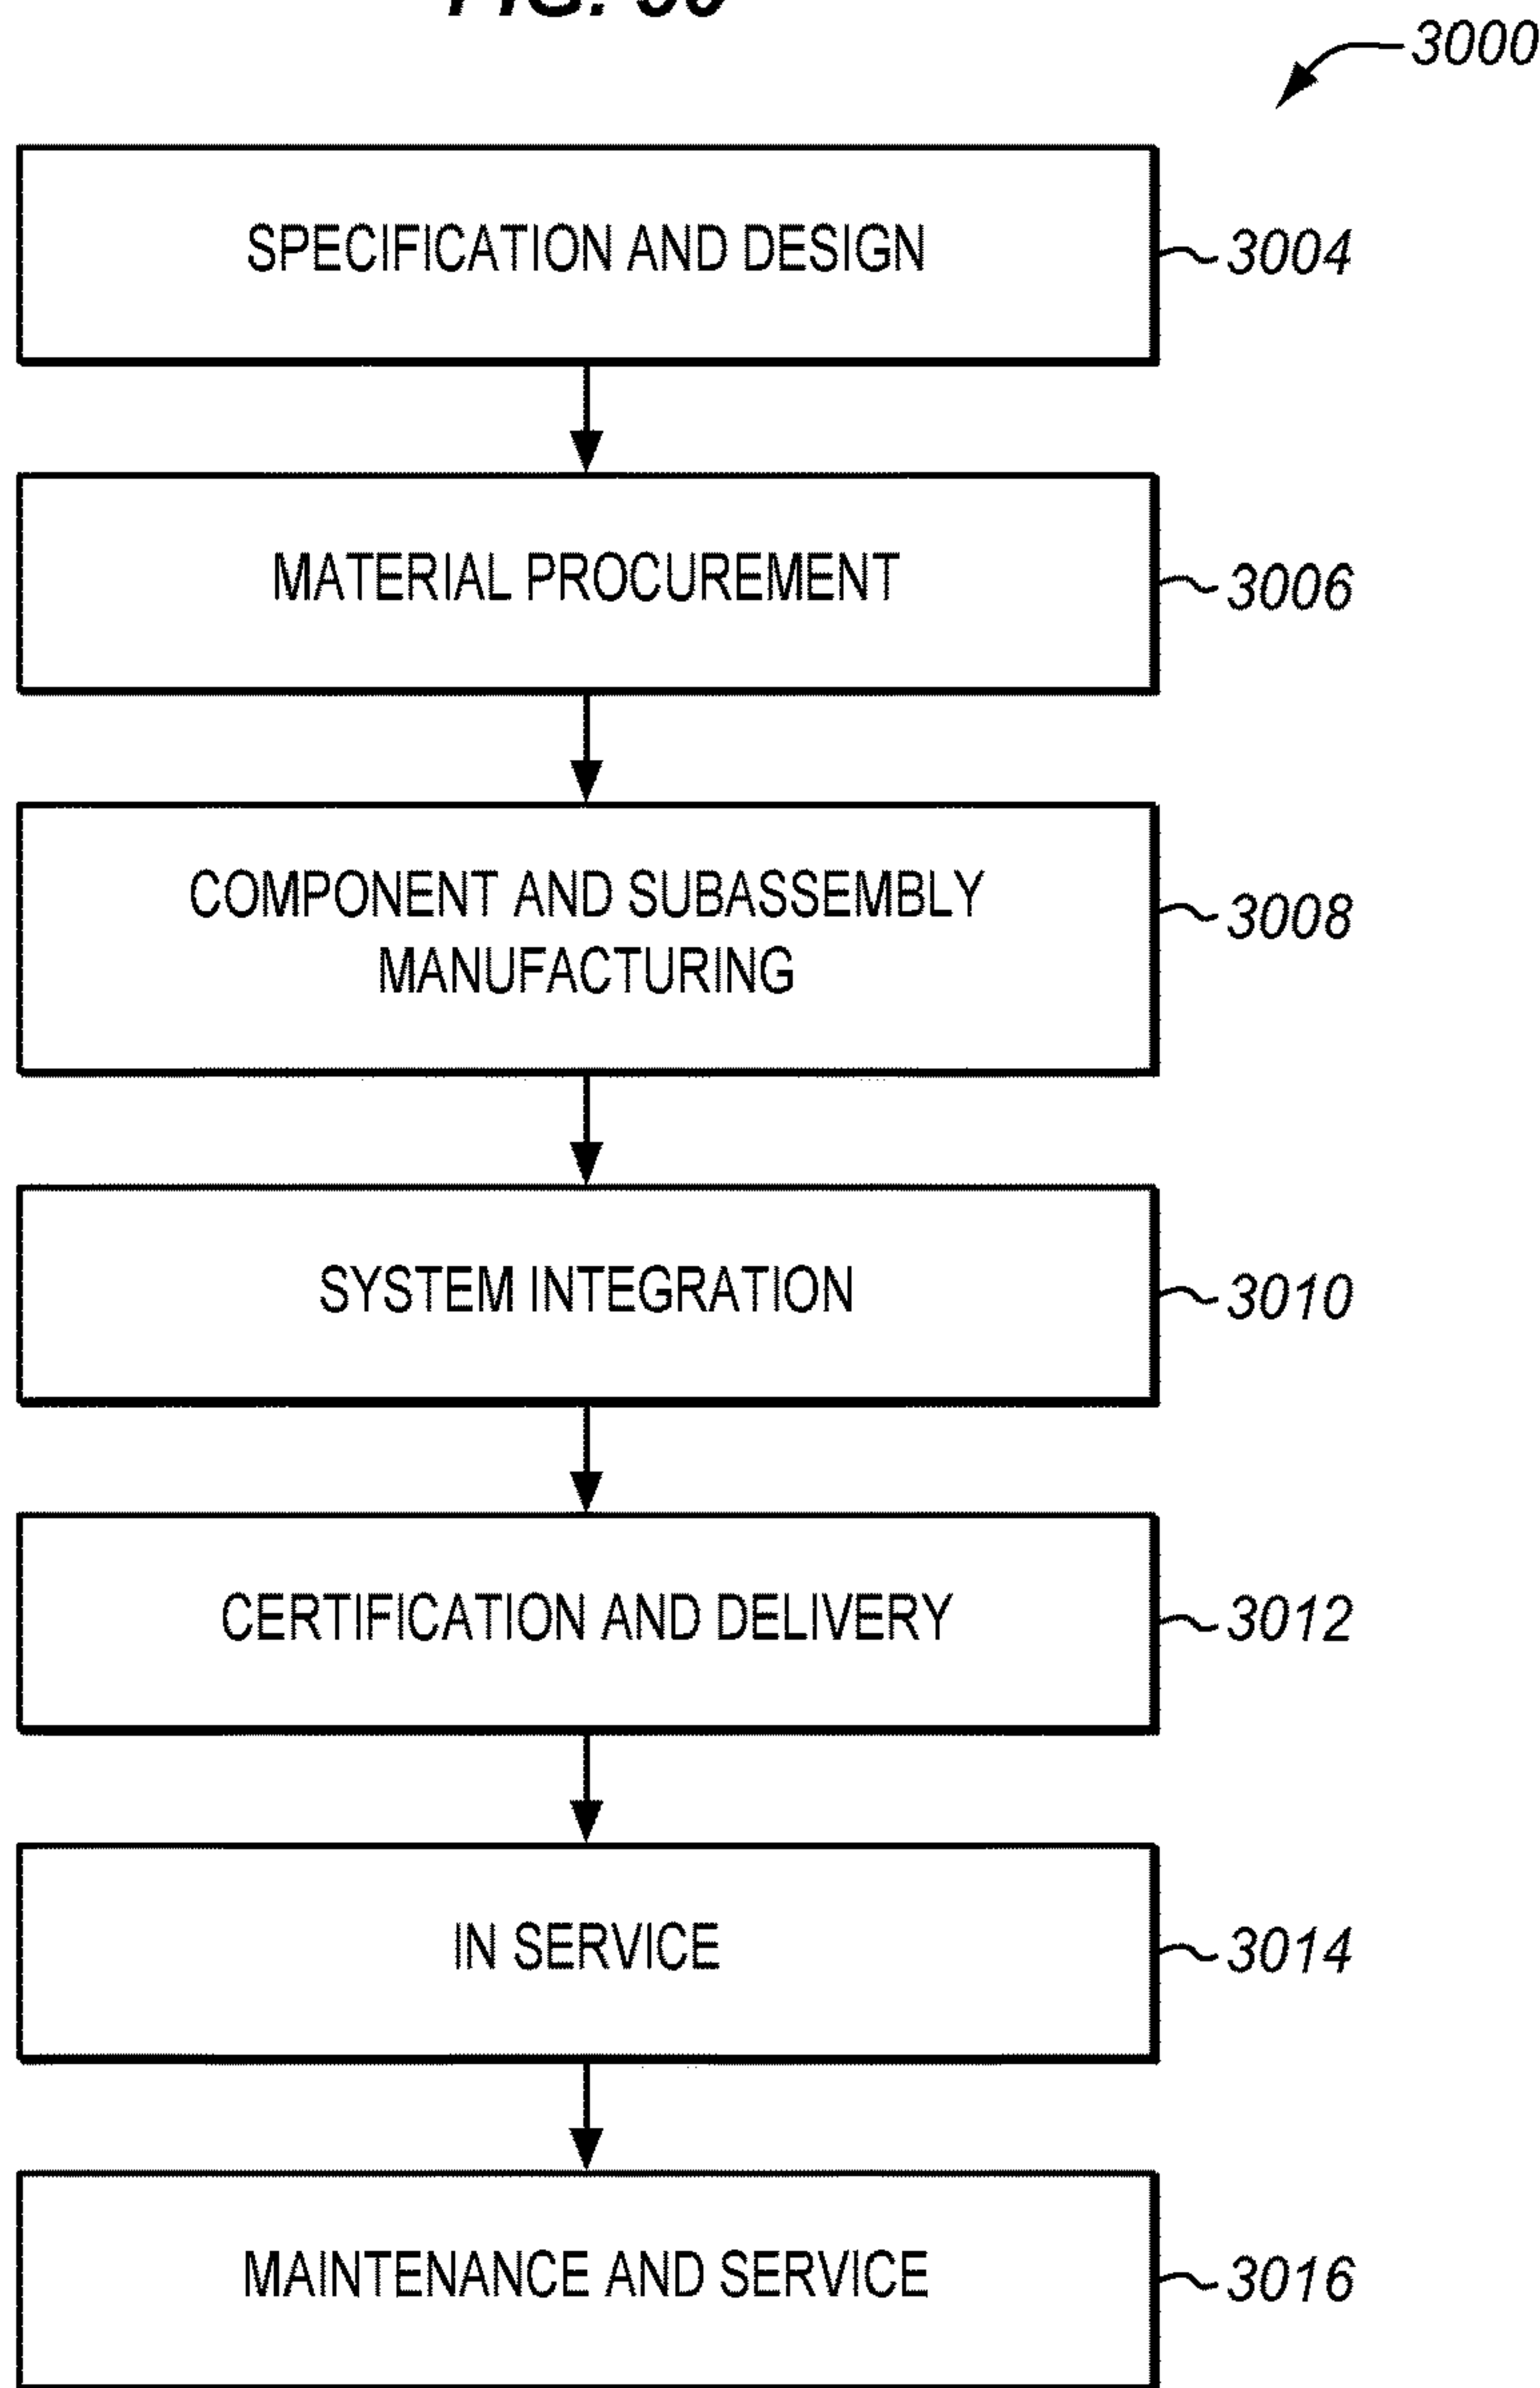 3000
SPECIFICATION AND DESIGN
3004
MATERIAL PROCUREMENT
3006
COMPONENT AND SUBASSEMBLY
MANUFACTURING
3008
SYSTEM INTEGRATION
3010
CERTIFICATION AND DELIVERY
3012
IN SERVICE
3014
MAINTENANCE AND SERVICE
3016